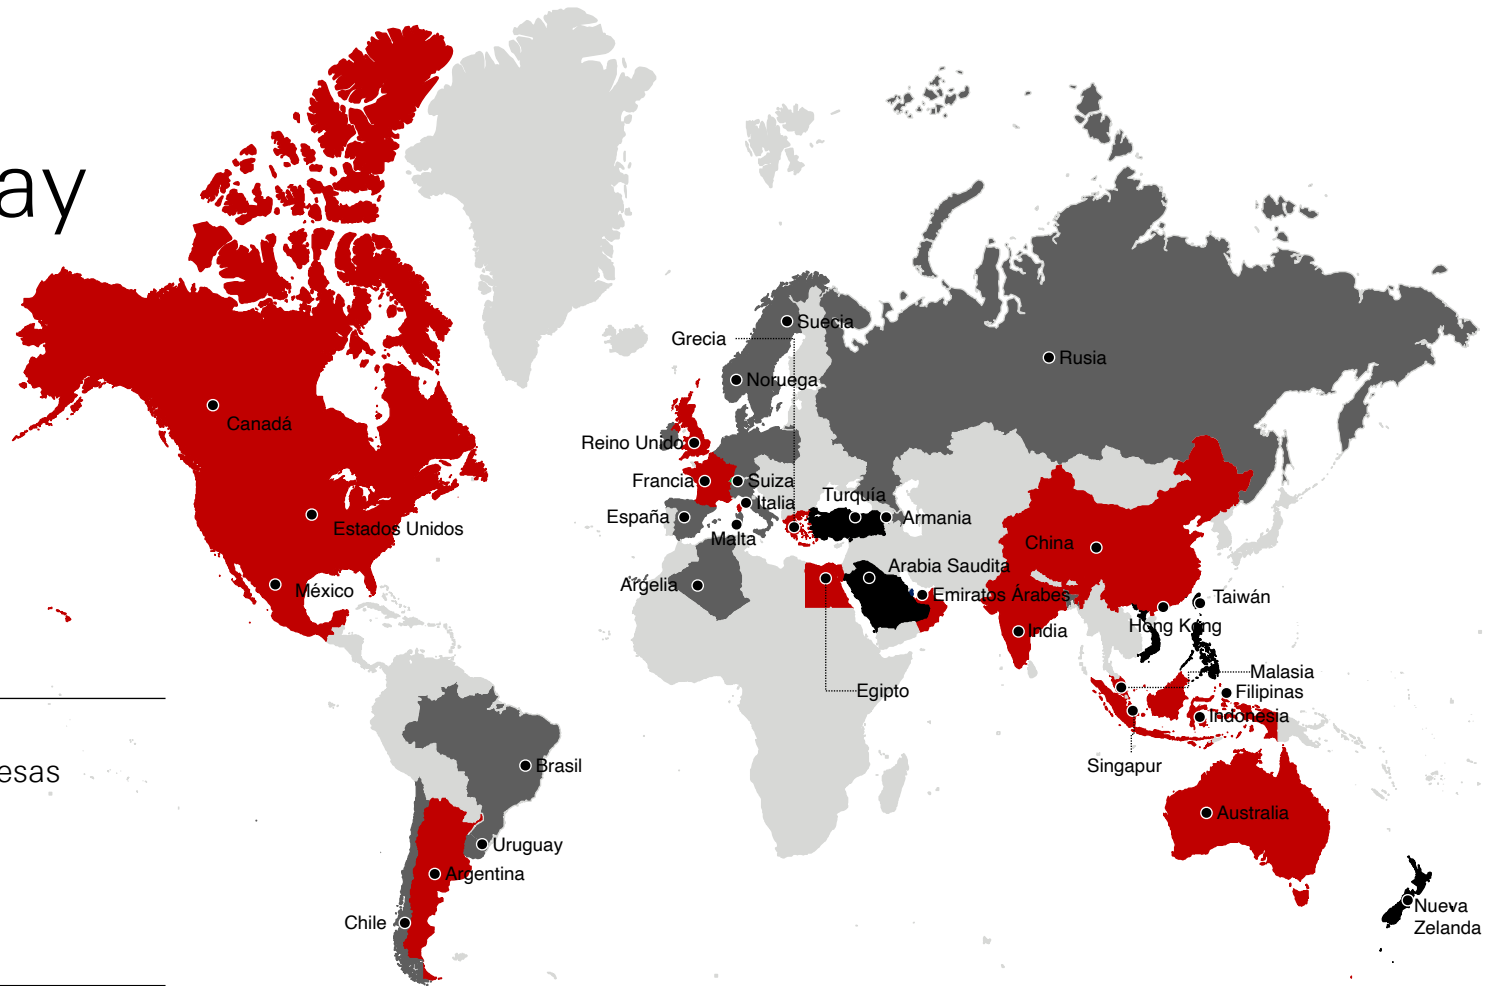 ay
Suecia
Grecia
Rusia
Noruega
Canadá
Reino Unido
Francia
Suiza
Turquía
Italia
España
Armania
Estados Unidos
Malta
China
Arabia Saudita
Argelia
México
Emiratos Árabes
Taiwán
Hong Kong
India
Malasia
Egipto
Filipinas
Indonesia
esas
Brasil
Singapur
Australia
Uruguay
Argentina
Chile
Nueva
Zelanda